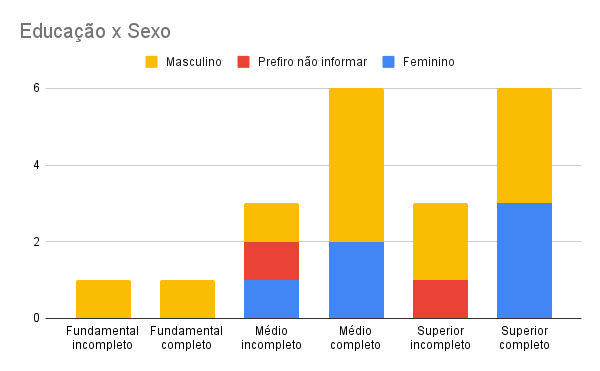 Educação x Sexo
Masculino
Prefiro não informar
Feminino
6
4
2
0
Fundamental
incompleto
Fundamental
completo
Médio
incompleto
Médio
completo
Superior
incompleto
Superior
completo